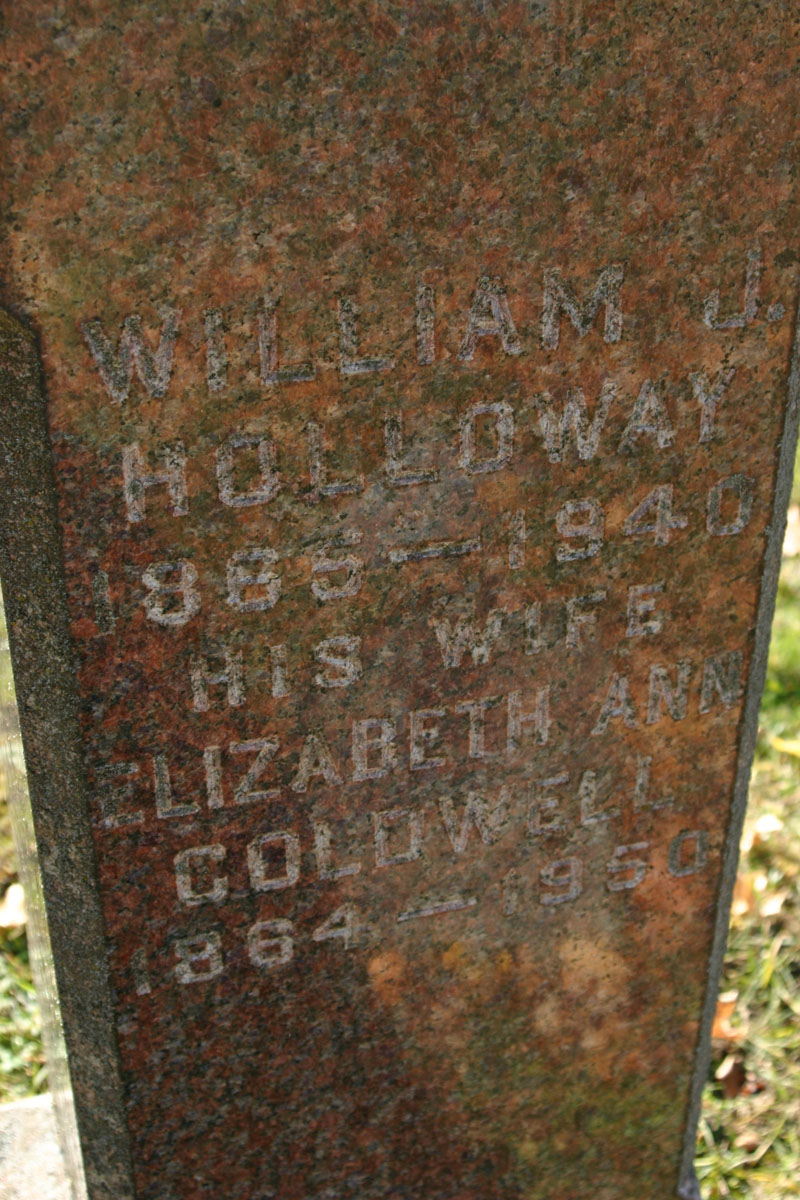 WILLIAM J.
HOLLOWAY
1865—1940
HIS WIFE
ELIZABETH ANN
COLDWELL
1864—1950